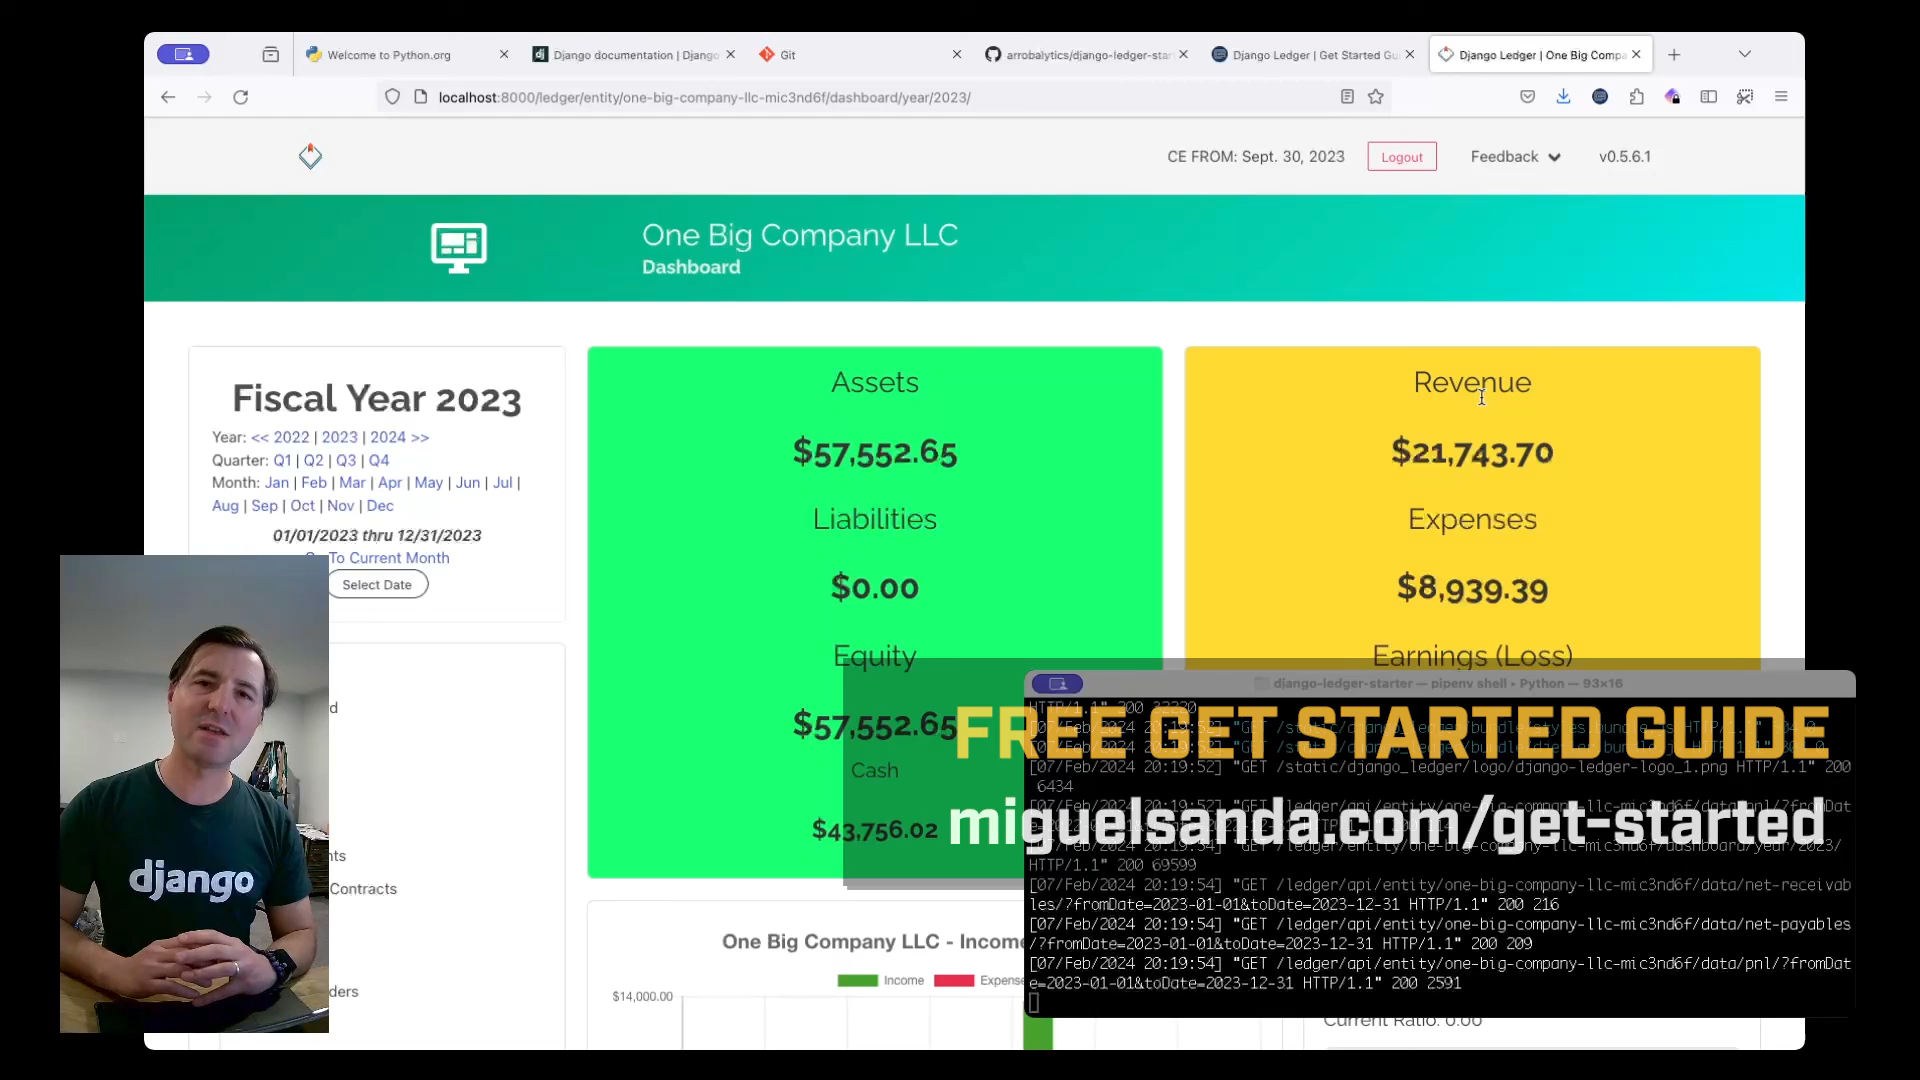 Welcome to Python.org
Django documentation | Django
Git
arrobalytics/django-ledger-star
Django Ledger | Get Started Gu
Django Ledger | One Big Compa
localhost:8000/ledger/entity/one-big-company-llc-mic3nd6f/dashboard/year/2023/
CE FROM: Sept. 30, 2023
Logout
Feedback
v0.5.6.1
One Big Company LLC
Dashboard
Fiscal Year 2023
Year: << 2022 | 2023 | 2024 >>
Quarter: Q1 | Q2 | Q3 | Q4
Month: Jan | Feb | Mar | Apr | May | Jun | Jul |
Aug | Sep | Oct | Nov | Dec
01/01/2023 thru 12/31/2023
To Current Month
Select Date
Assets
$57,552.65
Liabilities
$0.00
Equity
$57,552.65
Cash
$43,756.02
Revenue
$21,743.70
Expenses
$8,939.39
Earnings (Loss)
d
nts
Contracts
ders
django
One Big Company LLC - Income
Income
Expense
$14,000.00
django-ledger-starter — pipenv shell • Python — 93×16
FREE GET STARTED GUIDE
miguelsanda.com/get-started
HTTP/1.1" 200
[07/Feb/2024 20:19:52] "GET /static/django_ledger/logo/django-ledger-logo_1.png HTTP/1.1" 200
6434
HTTP/1.1" 200 69599
[07/Feb/2024 20:19:54] "GET /ledger/api/entity/one-big-company-llc-mic3nd6f/data/net-receivab
les/?fromDate=2023-01-01&toDate=2023-12-31 HTTP/1.1" 200 216
[07/Feb/2024 20:19:54] "GET /ledger/api/entity/one-big-company-llc-mic3nd6f/data/net-payables
/?fromDate=2023-01-01&toDate=2023-12-31 HTTP/1.1" 200 209
[07/Feb/2024 20:19:54] "GET /ledger/api/entity/one-big-company-llc-mic3nd6f/data/pnl/?fromDat
e=2023-01-01&toDate=2023-12-31 HTTP/1.1" 200 2591
Current Ratio: 0.00